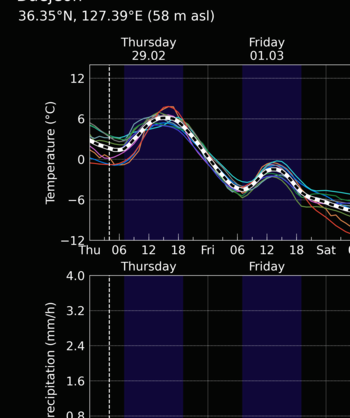 36.35°N, 127.39°E (58 m asl)
Thursday Friday
29.02 01.03
12
6
0
−6
−12
Temperature (°C)
Thu 06 12 18 Fri 06 12 18 Sat
Thursday Friday
4.0
3.2
2.4
1.6
0.8
recipitation (mm/h)